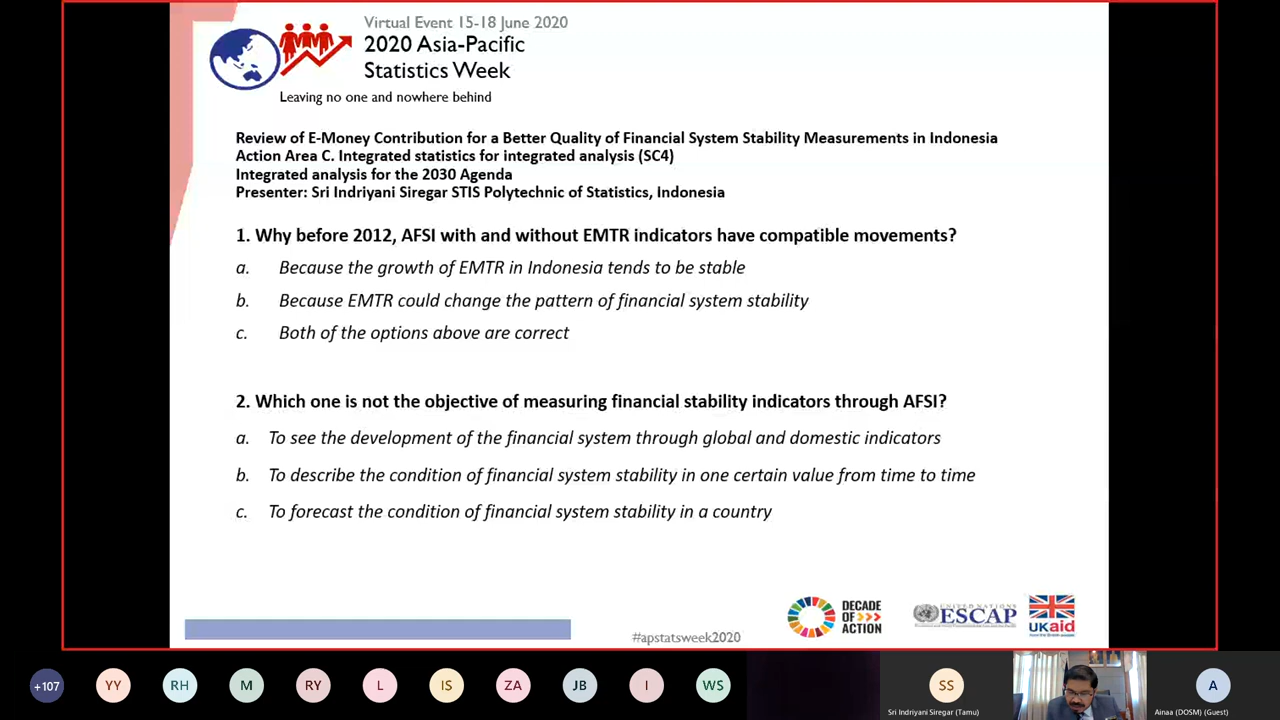 Virtual Event 15-18 June 2020
2020 Asia-Pacific
Statistics Week
Leaving no one and nowhere behind
Review of E-Money Contribution for a Better Quality of Financial System Stability Measurements in Indonesia
Action Area C. Integrated statistics for integrated analysis (SC4)
Integrated analysis for the 2030 Agenda
Presenter: Sri Indriyani Siregar STIS Polytechnic of Statistics, Indonesia
1. Why before 2012, AFSI with and without EMTR indicators have compatible movements?
a. Because the growth of EMTR in Indonesia tends to be stable
b. Because EMTR could change the pattern of financial system stability
c. Both of the options above are correct
2. Which one is not the objective of measuring financial stability indicators through AFSI?
a. To see the development of the financial system through global and domestic indicators
b. To describe the condition of financial system stability in one certain value from time to time
c. To forecast the condition of financial system stability in a country
#apstatsweek2020
DECADE
OF >>>
ACTION
UNITED NATIONS
ESCAP
UKaid
+107
YY
RH
M
RY
L
IS
ZA
JB
I
WS
SS
A
Sri Indriyani Siregar (Tamu)
Ainaa (DOSM) (Guest)